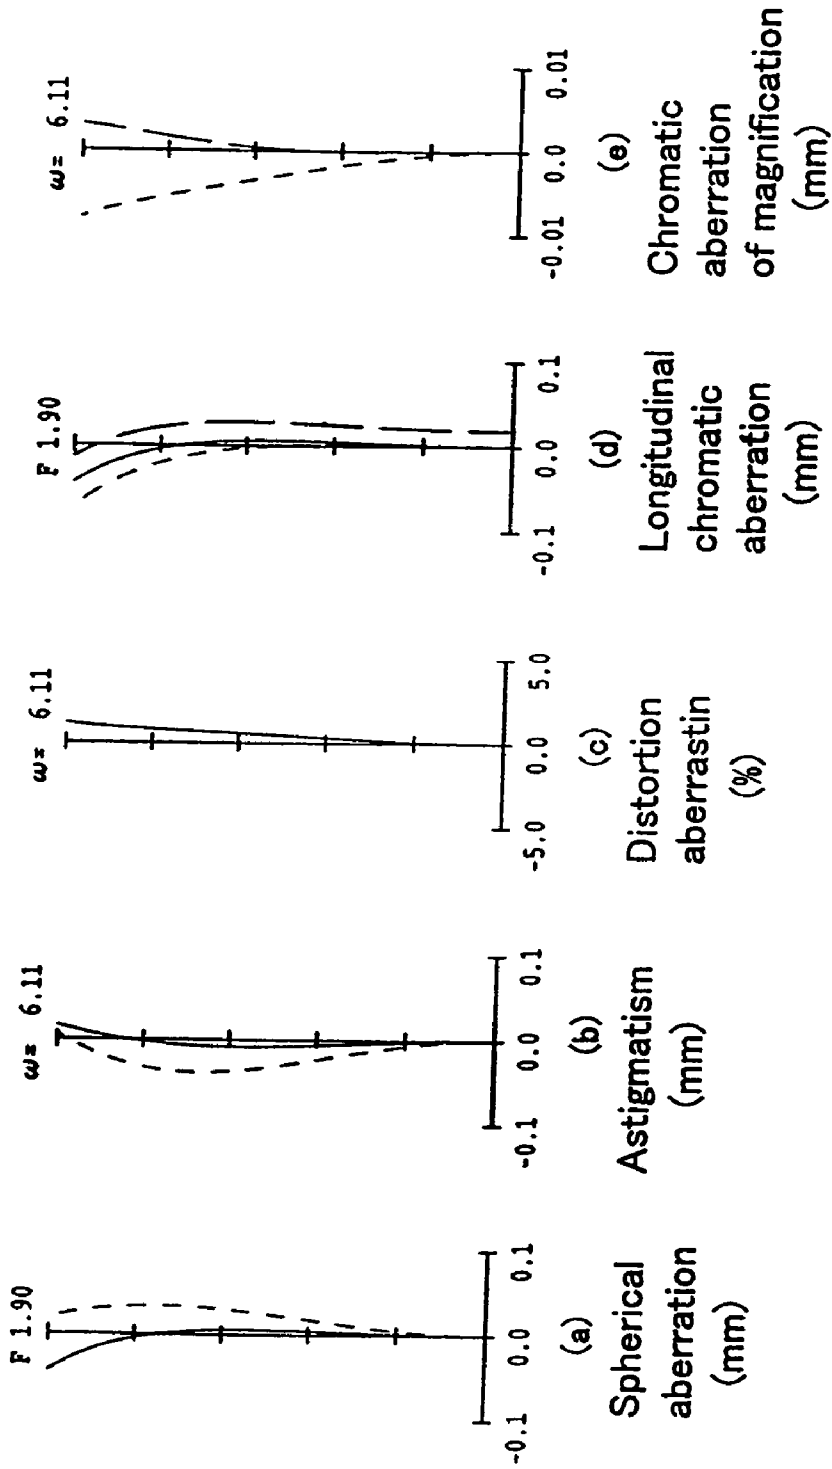 F 1.90
-0.1 0.0 0.1
(a)
Spherical
aberration
(mm)
ω= 6.11
-0.1 0.0 0.1
(b)
Astigmatism
(mm)
ω= 6.11
-5.0 0.0 5.0
(c)
Distortion
aberrastin
(%)
F 1.90
-0.1 0.0 0.1
(d)
Longitudinal
chromatic
aberration
(mm)
ω= 6.11
-0.01 0.0 0.01
(e)
Chromatic
aberration
of magnification
(mm)